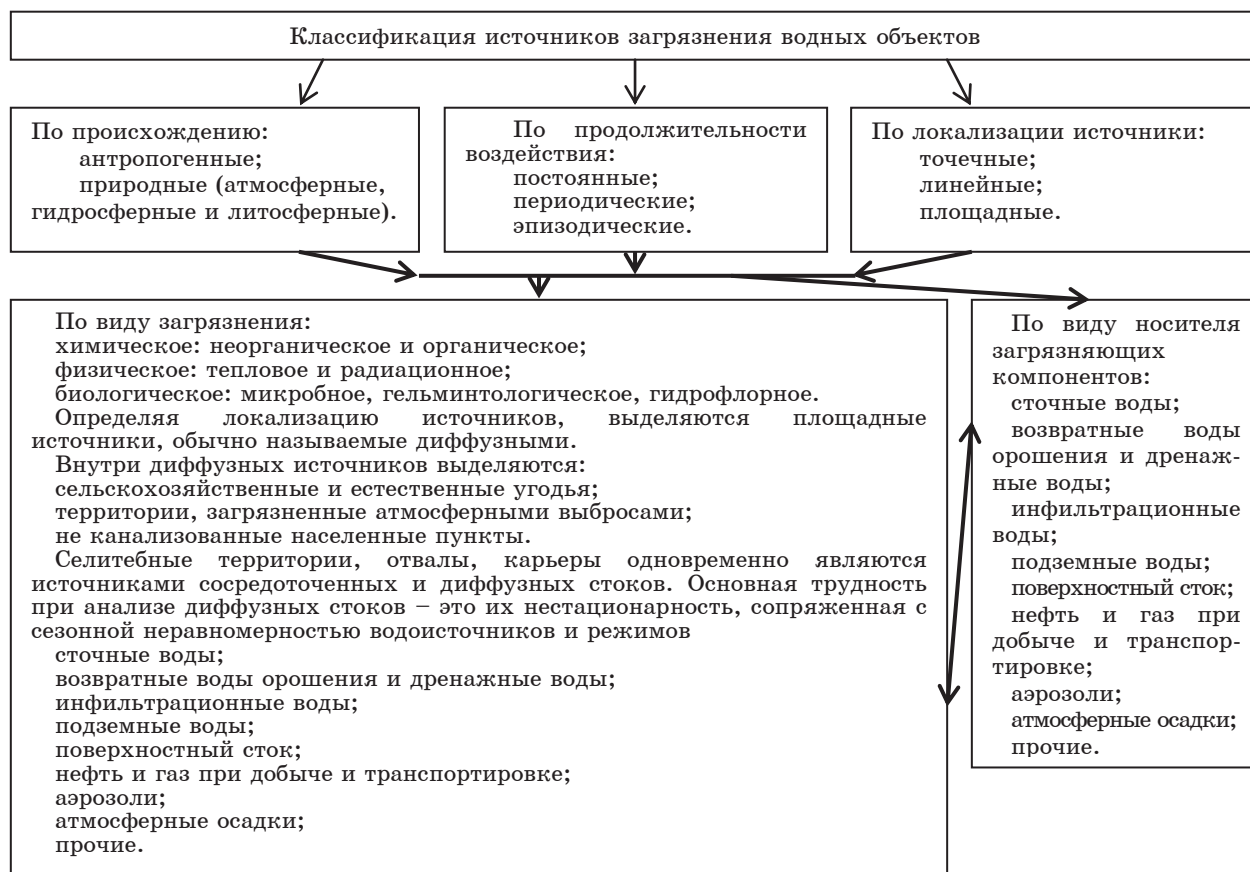 Классификация источников загрязнения водных объектов
По происхождению:
антропогенные;
природные (атмосферные,
гидросферные и литосферные).
По продолжительности
воздействия:
постоянные;
периодические;
эпизодические.
По локализации источники:
точечные;
линейные;
площадные.
По виду загрязнения:
химическое: неорганическое и органическое;
физическое: тепловое и радиационное;
биологическое: микробное, гельминтологическое, гидрофлорное.
Определяя локализацию источников, выделяются площадные
источники, обычно называемые диффузными.
Внутри диффузных источников выделяются:
сельскохозяйственные и естественные угодья;
территории, загрязненные атмосферными выбросами;
не канализованные населенные пункты.
Селитебные территории, отвалы, карьеры одновременно являются
источниками сосредоточенных и диффузных стоков. Основная трудность
при анализе диффузных стоков – это их нестационарность, сопряженная с
сезонной неравномерностью водоисточников и режимов
сточные воды;
возвратные воды орошения и дренажные воды;
инфильтрационные воды;
подземные воды;
поверхностный сток;
нефть и газ при добыче и транспортировке;
аэрозоли;
атмосферные осадки;
прочие.
По виду носителя
загрязняющих
компонентов:
сточные воды;
возвратные воды
орошения и дренаж-
ные воды;
инфильтрационные
воды;
подземные воды;
поверхностный сток;
нефть и газ при
добыче и транспор-
тировке;
аэрозоли;
атмосферные осадки;
прочие.